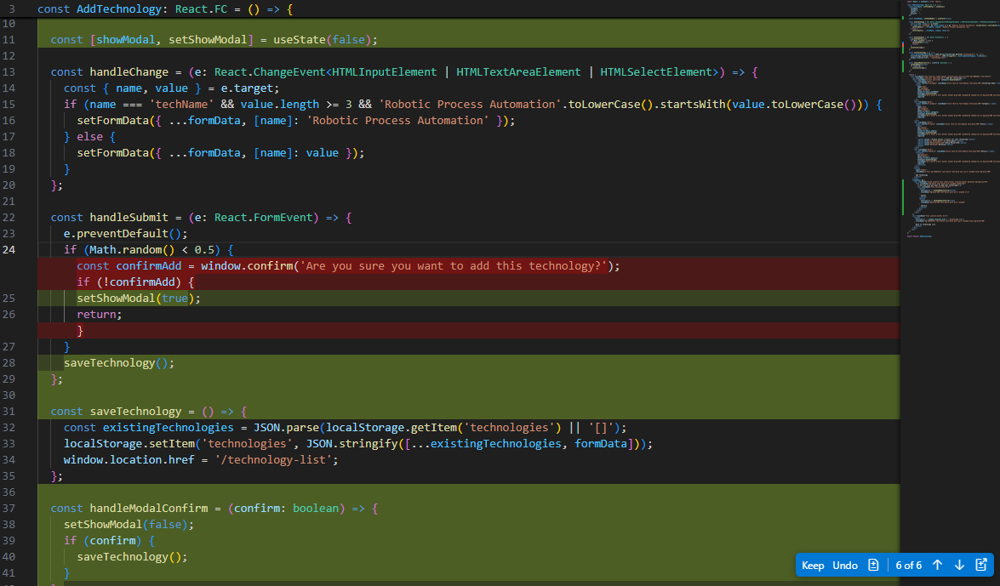 3 const AddTechnology: React.FC = () => {
10
11 const [showModal, setShowModal] = useState(false);
12
13 const handleChange = (e: React.ChangeEvent<HTMLInputElement | HTMLTextAreaElement | HTMLSelectElement>) => {
14 const { name, value } = e.target;
15 if (name === 'techName' && value.length >= 3 && 'Robotic Process Automation'.toLowerCase().startsWith(value.toLowerCase())) {
16 setFormData({ ...formData, [name]: 'Robotic Process Automation' });
17 } else {
18 setFormData({ ...formData, [name]: value });
19 }
20 };
21
22 const handleSubmit = (e: React.FormEvent) => {
23 e.preventDefault();
24 if (Math.random() < 0.5) {
const confirmAdd = window.confirm('Are you sure you want to add this technology?');
if (!confirmAdd) {
25 setShowModal(true);
26 return;
}
27 }
28 saveTechnology();
29 };
30
31 const saveTechnology = () => {
32 const existingTechnologies = JSON.parse(localStorage.getItem('technologies') || '[]');
33 localStorage.setItem('technologies', JSON.stringify([...existingTechnologies, formData]));
34 window.location.href = '/technology-list';
35 };
36
37 const handleModalConfirm = (confirm: boolean) => {
38 setShowModal(false);
39 if (confirm) {
40 saveTechnology();
41 }
Keep Undo 6 of 6